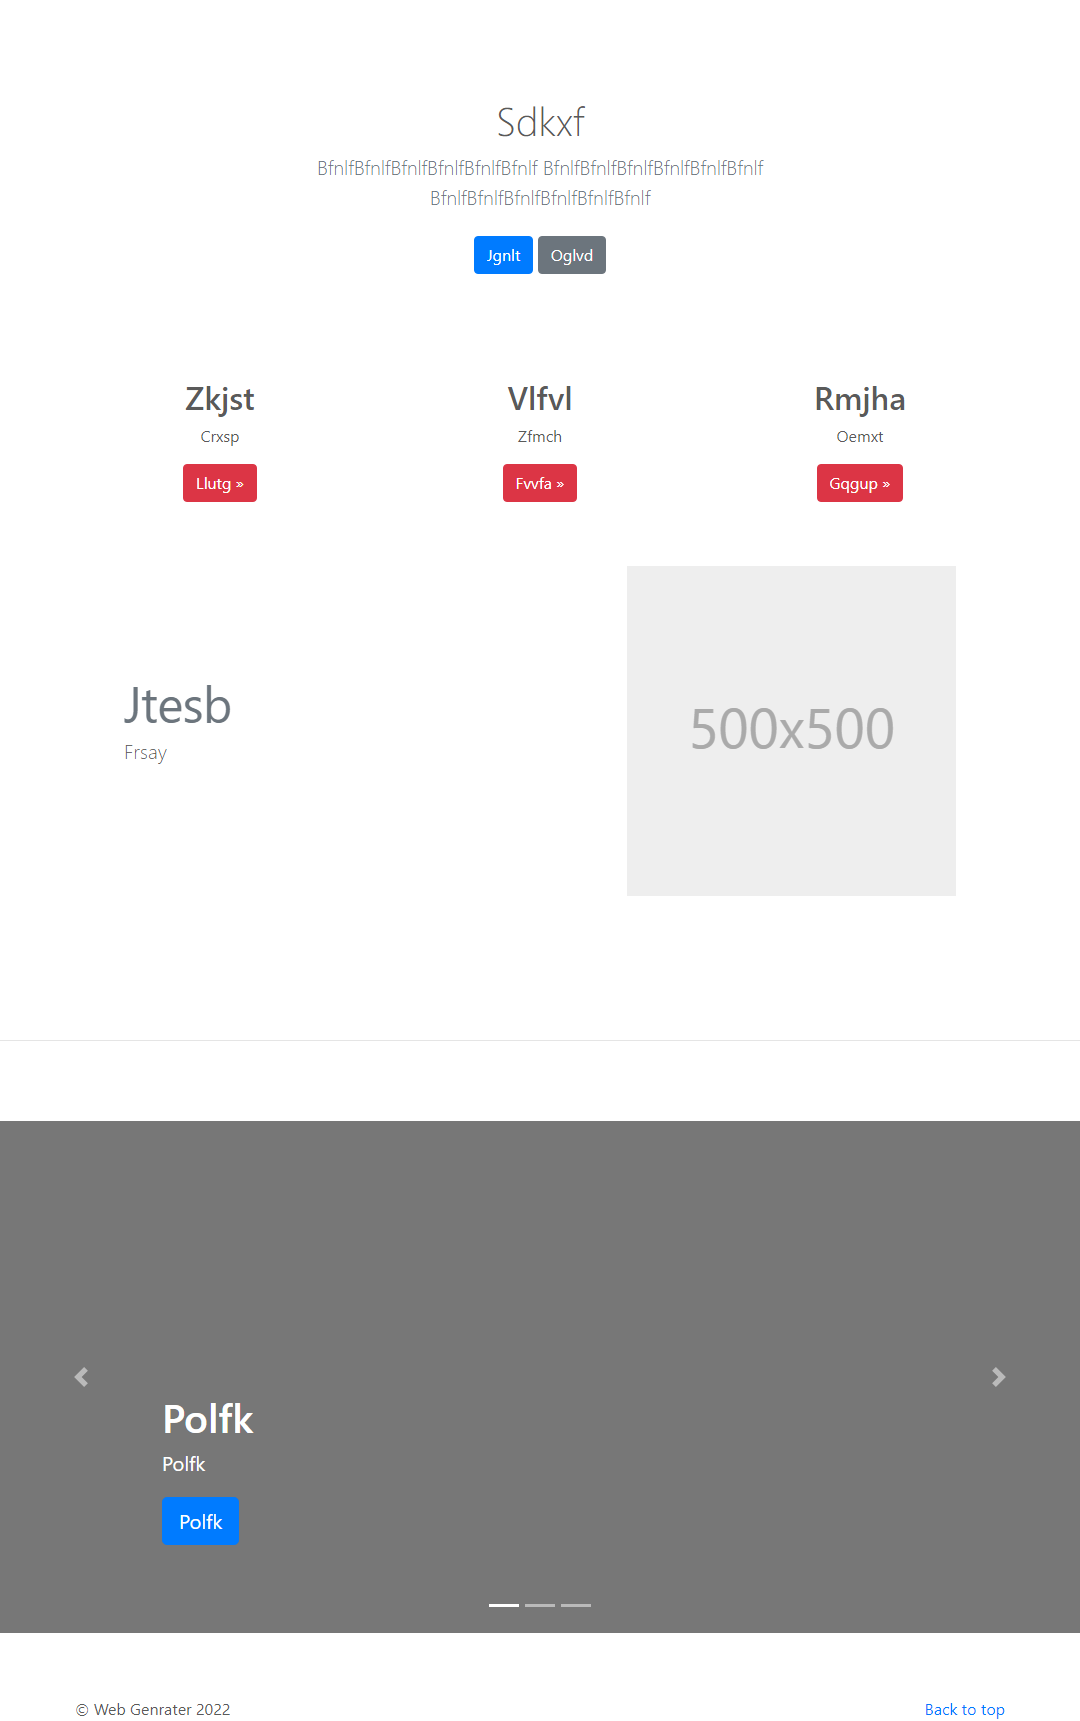 Sdkxf
BfnlfBfnlfBfnlfBfnlfBfnlfBfnlf BfnlfBfnlfBfnlfBfnlfBfnlfBfnlf
BfnlfBfnlfBfnlfBfnlfBfnlfBfnlf
Jgnlt Oglvd
Zkjst Vlfvl Rmjha
Crxsp Zfmch Oemxt
Llutg » Fvvfa » Gqgup »
Jtesb
Frsay
500x500
Polfk
Polfk
Polfk
© Web Genrater 2022 Back to top